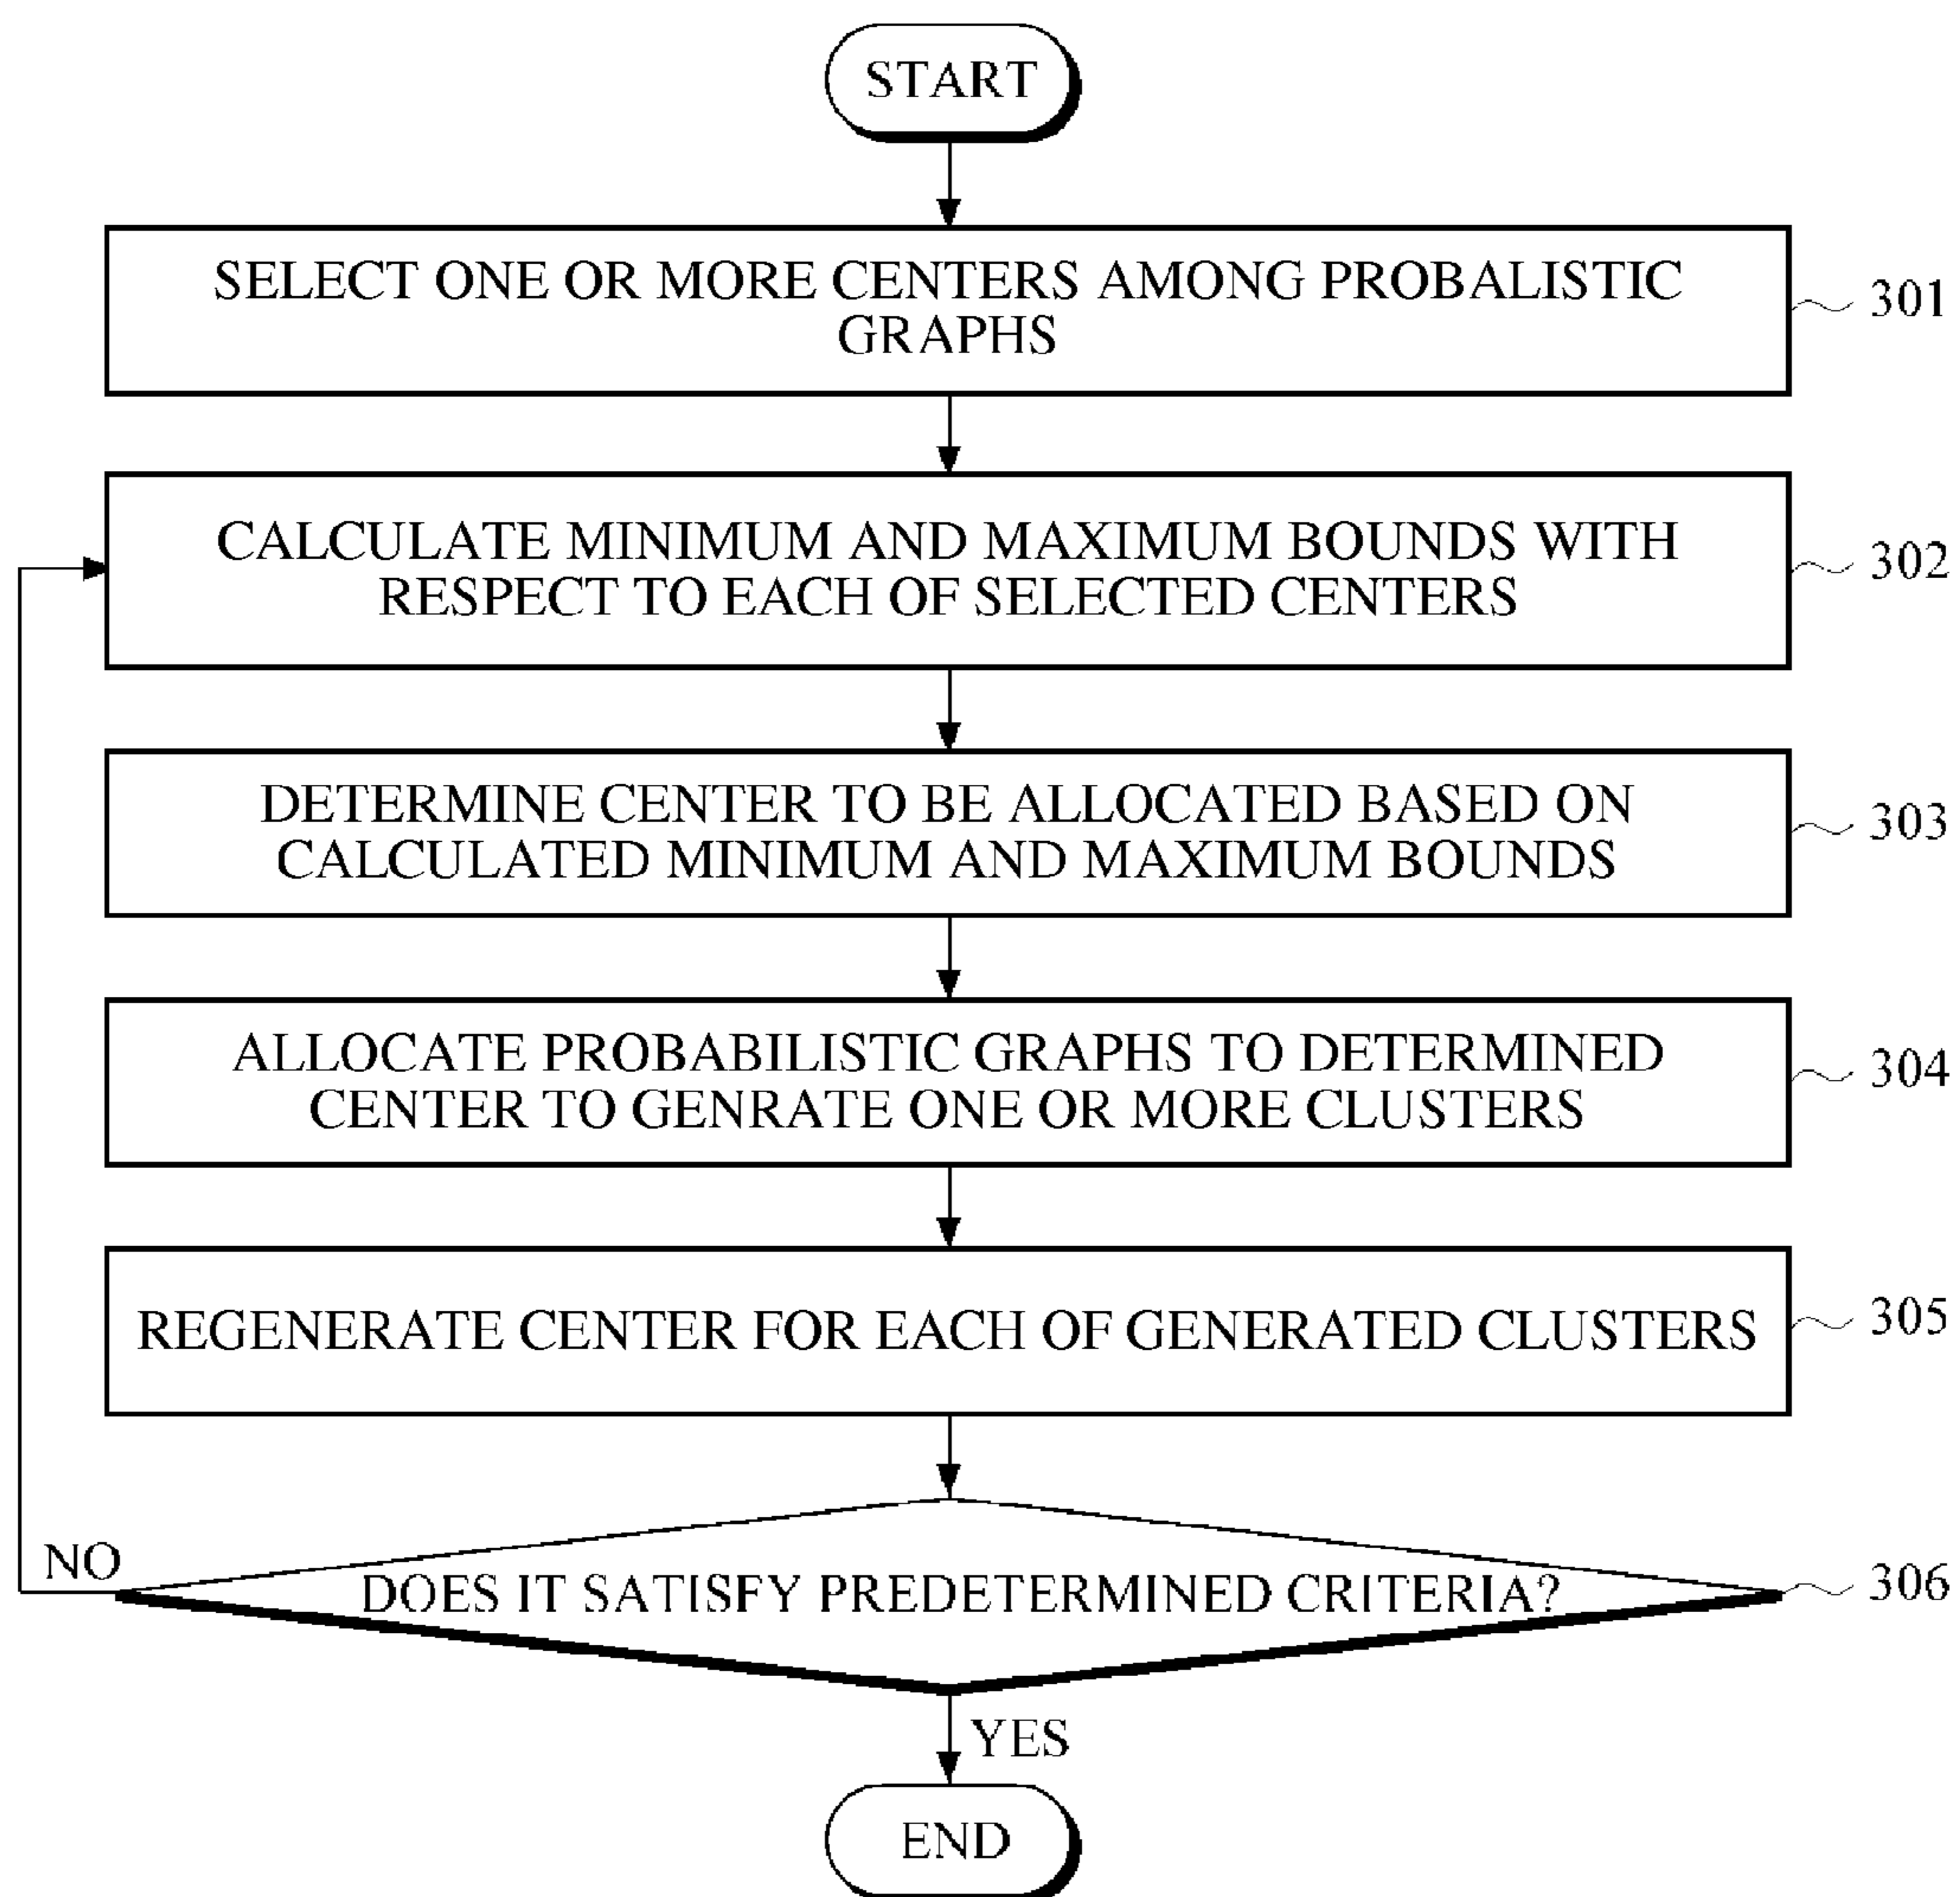 START
SELECT ONE OR MORE CENTERS AMONG PROBALISTIC
GRAPHS
301
CALCULATE MINIMUM AND MAXIMUM BOUNDS WITH
RESPECT TO EACH OF SELECTED CENTERS
302
DETERMINE CENTER TO BE ALLOCATED BASED ON
CALCULATED MINIMUM AND MAXIMUM BOUNDS
303
ALLOCATE PROBABILISTIC GRAPHS TO DETERMINED
CENTER TO GENRATE ONE OR MORE CLUSTERS
304
REGENERATE CENTER FOR EACH OF GENERATED CLUSTERS
305
NO
DOES IT SATISFY PREDETERMINED CRITERIA?
306
YES
END